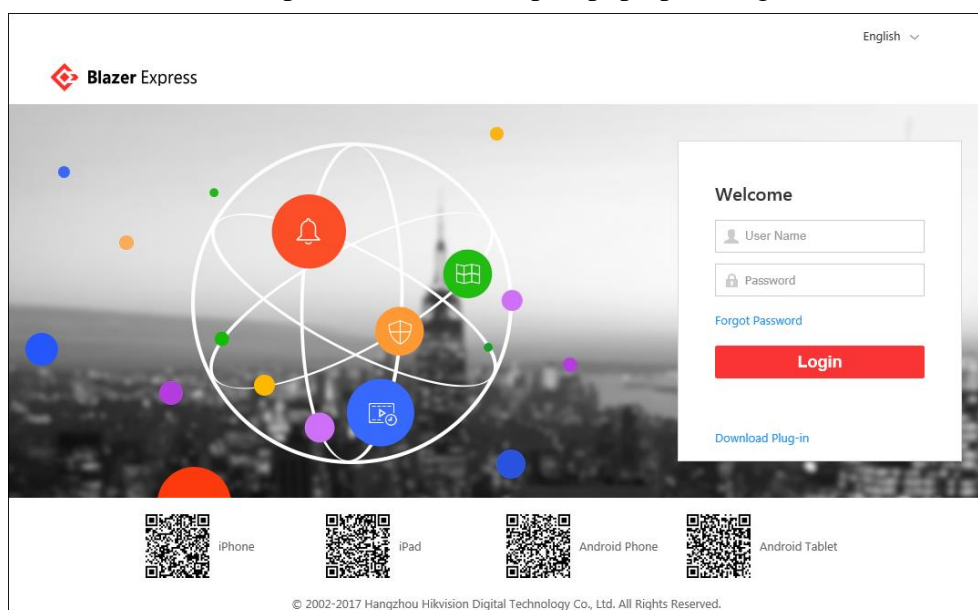 English
Blazer Express
Welcome
User Name
Password
Forgot Password
Login
Download Plug-in
iPhone
iPad
Android Phone
Android Tablet
© 2002-2017 Hangzhou Hikvision Digital Technology Co., Ltd. All Rights Reserved.